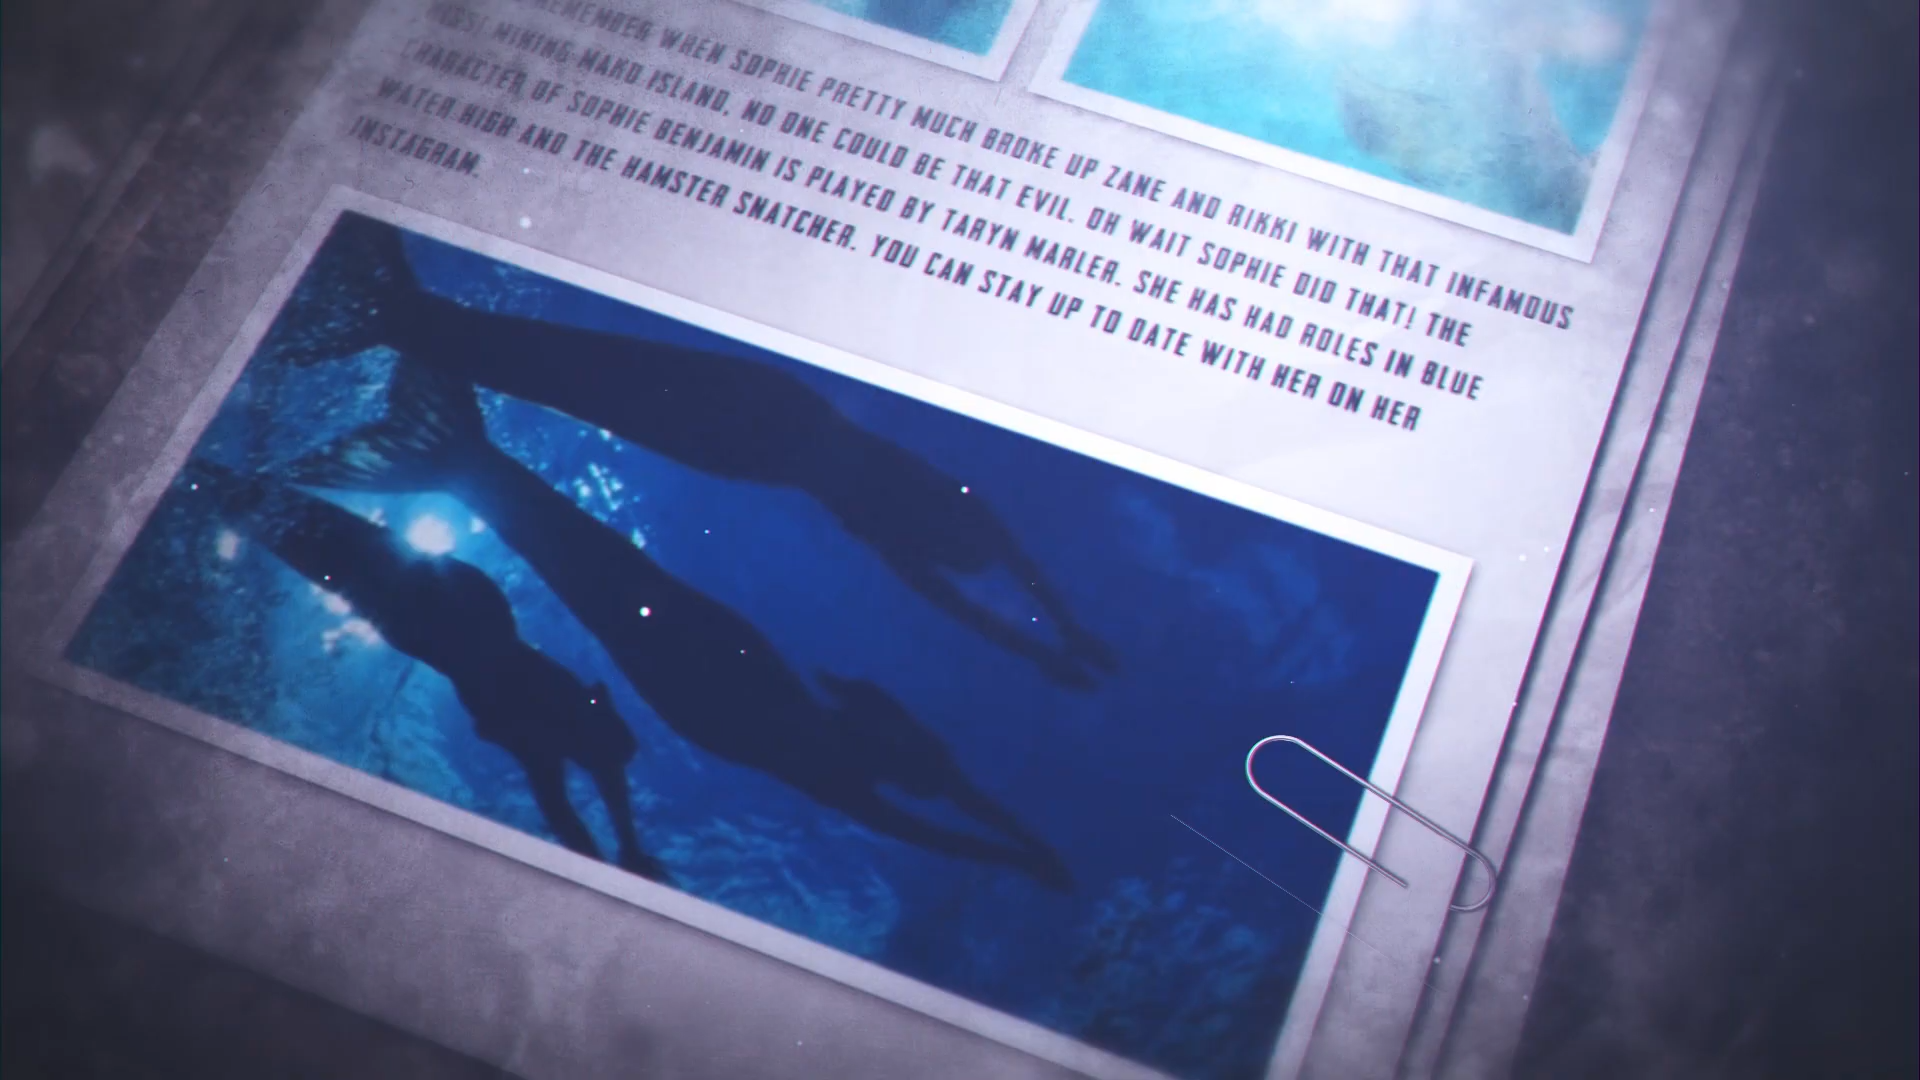 REMEMBER WHEN SOPHIE PRETTY MUCH BROKE UP ZANE AND RIKKI WITH THAT INFAMOUS
KISS! MINING MAKO ISLAND, NO ONE COULD BE THAT EVIL. OH WAIT SOPHIE DID THAT! THE
CHARACTER OF SOPHIE BENJAMIN IS PLAYED BY TARYN MARLER. SHE HAS HAD ROLES IN BLUE
WATER HIGH AND THE HAMSTER SNATCHER. YOU CAN STAY UP TO DATE WITH HER ON HER
INSTAGRAM.